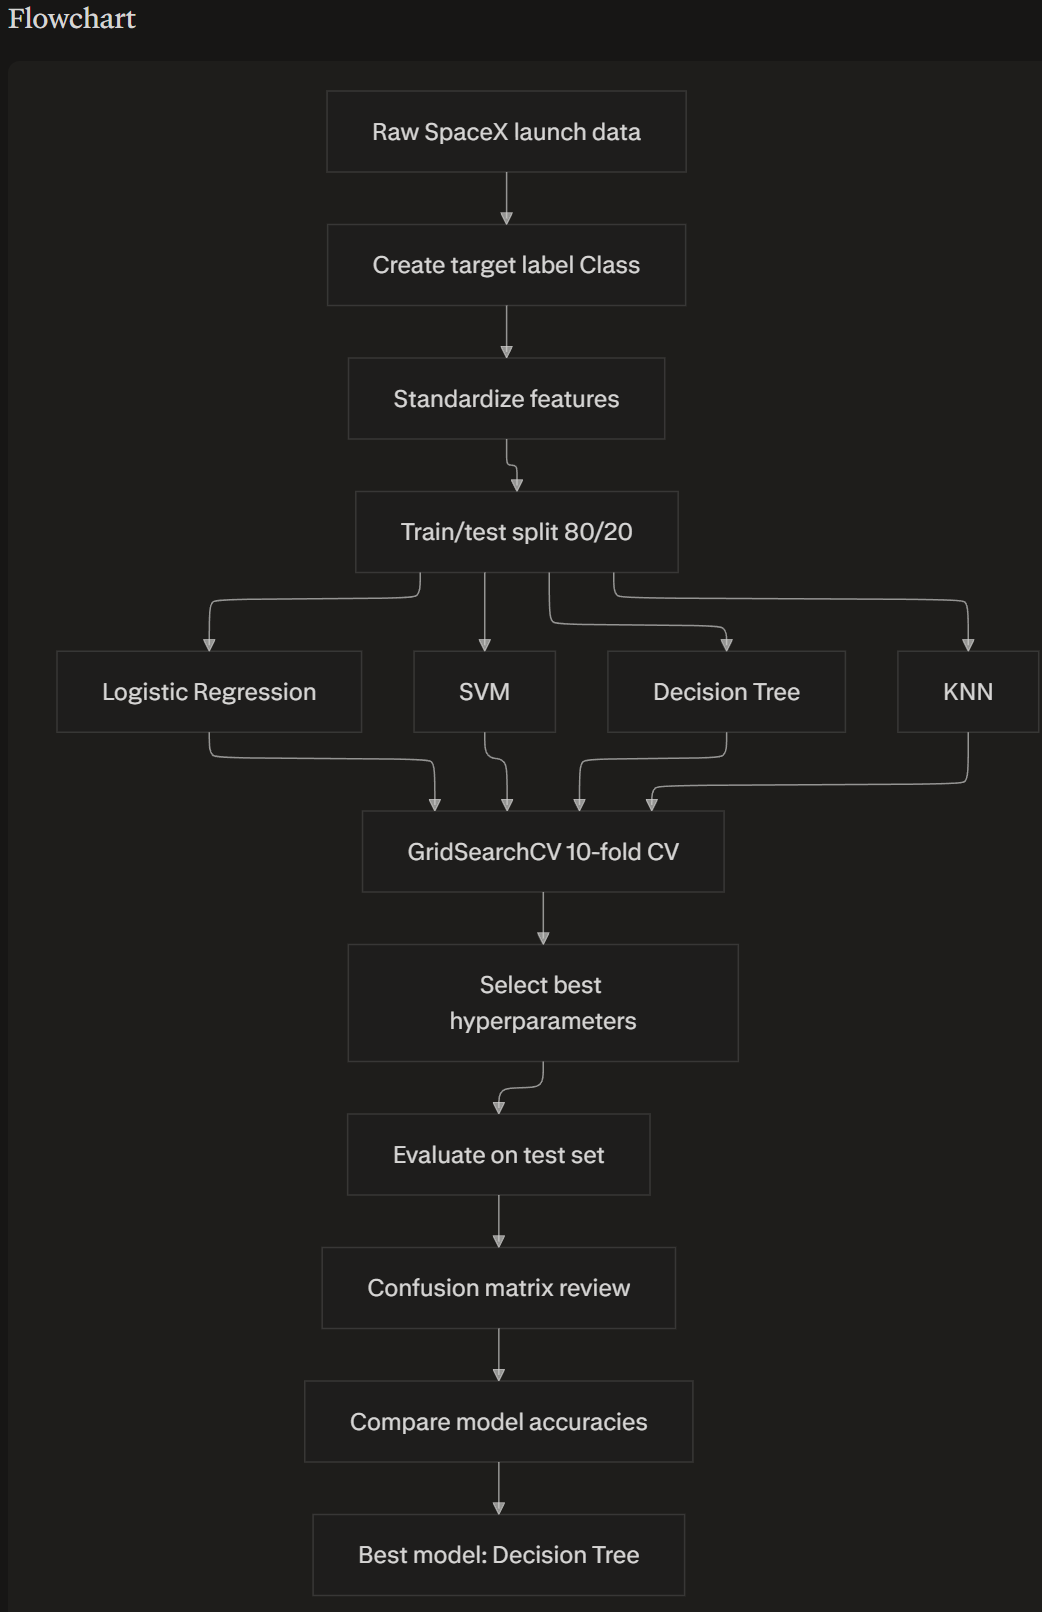 Flowchart
Raw SpaceX launch data
Create target label Class
Standardize features
Train/test split 80/20
Logistic Regression
SVM
Decision Tree
KNN
GridSearchCV 10-fold CV
Select best
hyperparameters
Evaluate on test set
Confusion matrix review
Compare model accuracies
Best model: Decision Tree